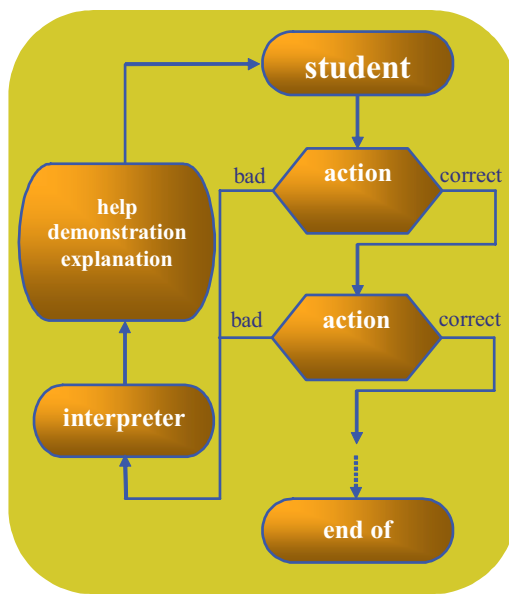 student
bad
action
correct
help
demonstration
explanation
bad
action
correct
interpreter
end of